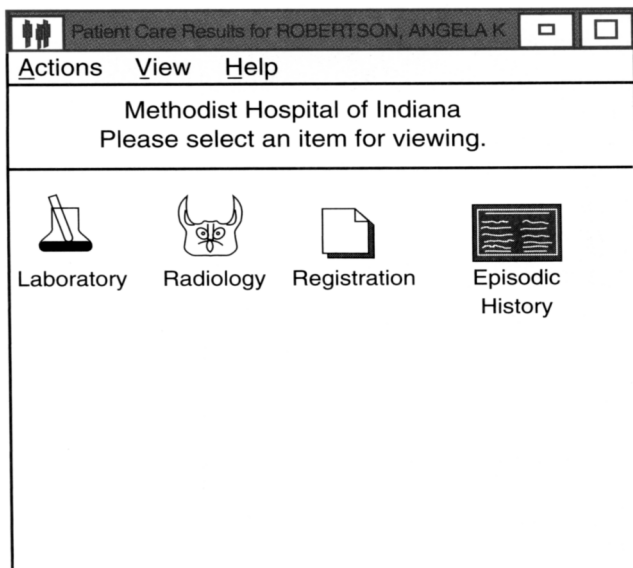 Patient Care Results for ROBERTSON, ANGELA K
Actions View Help
Methodist Hospital of Indiana
Please select an item for viewing.
Laboratory Radiology Registration Episodic
History